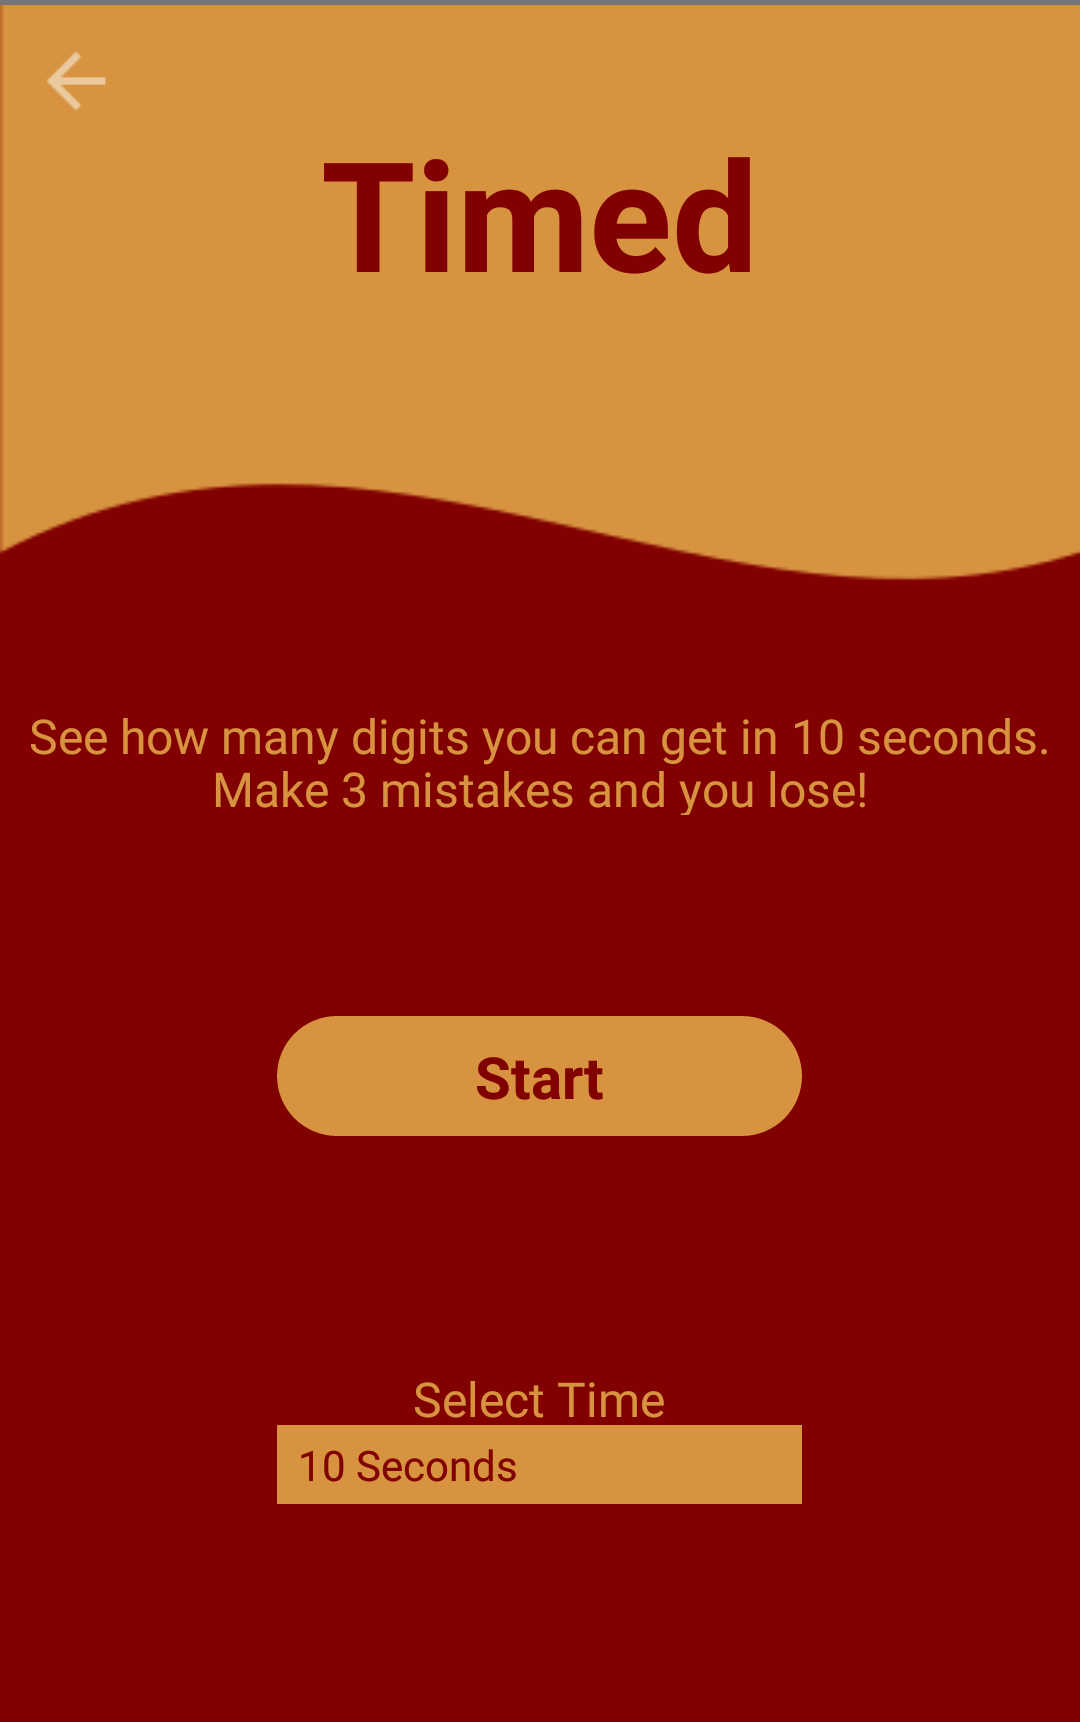 Timed
See how many digits you can get in 10 seconds.
Make 3 mistakes and you lose!
Start
Select Time
10 Seconds